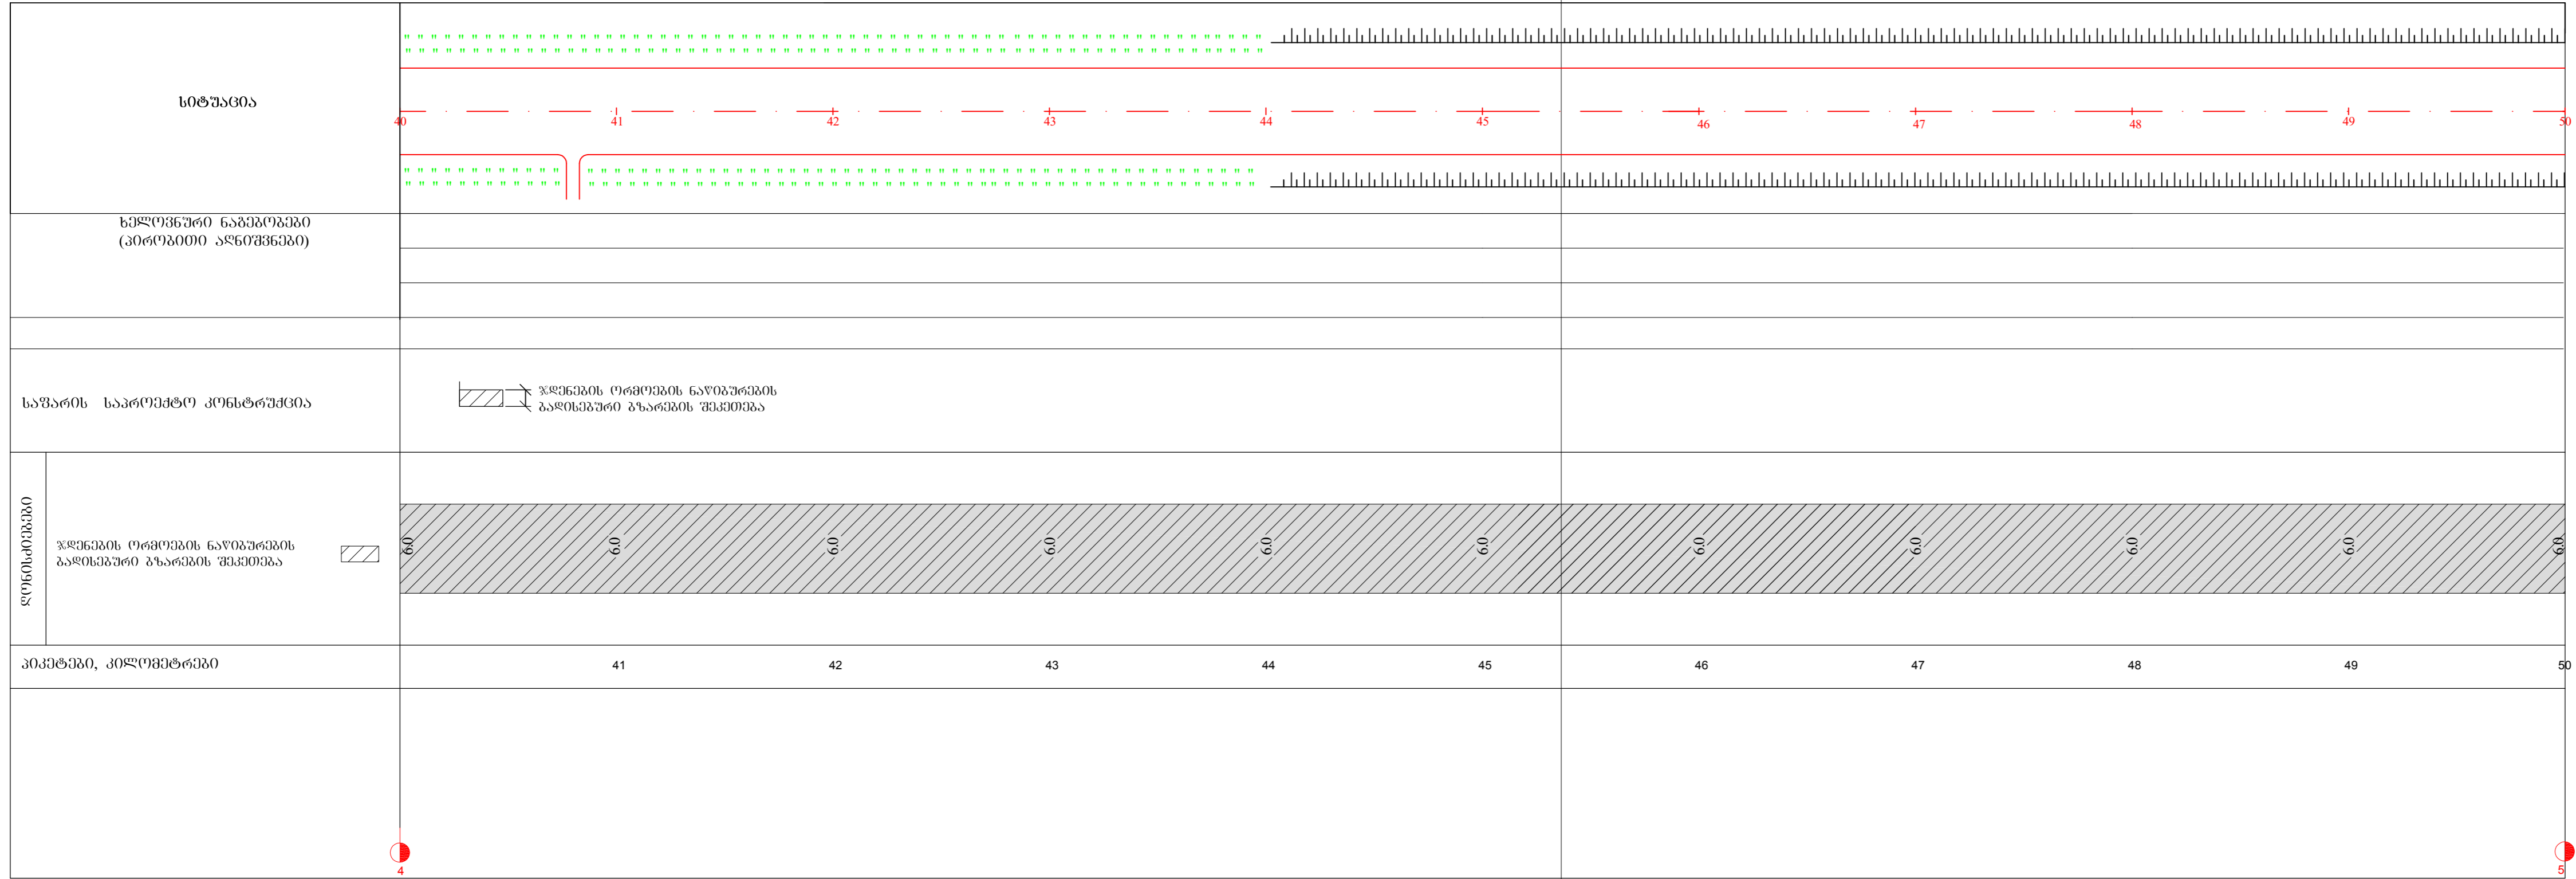 სიტუაცია
40 41 42 43 44 45 46 47 48 49 50
ხელოვნური ნაგებობები
(პირობითი აღნიშვნები)
საფარის საპროექტო კონსტრუქცია
ჯდენების ორმოების ნაწიბურების
ბადისებური ბზარების შეკეთება
ღონისძიებები
ჯდენების ორმოების ნაწიბურების
ბადისებური ბზარების შეკეთება
6.0 6.0 6.0 6.0 6.0 6.0 6.0 6.0 6.0 6.0 6.0
პიკეტები, კილომეტრები
41 42 43 44 45 46 47 48 49 50
4 5